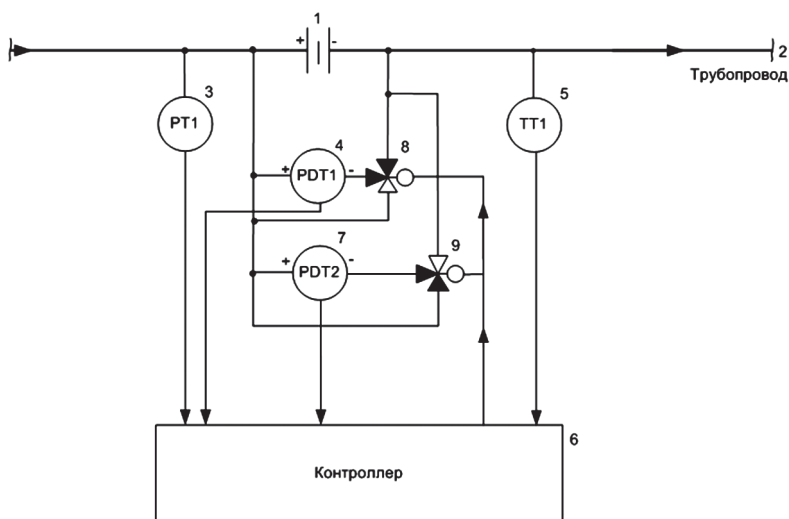 1
+ -
2
Трубопровод
3
PT1
5
TT1
4
+ PDT1 -
8
7
+ PDT2 -
9
6
Контроллер